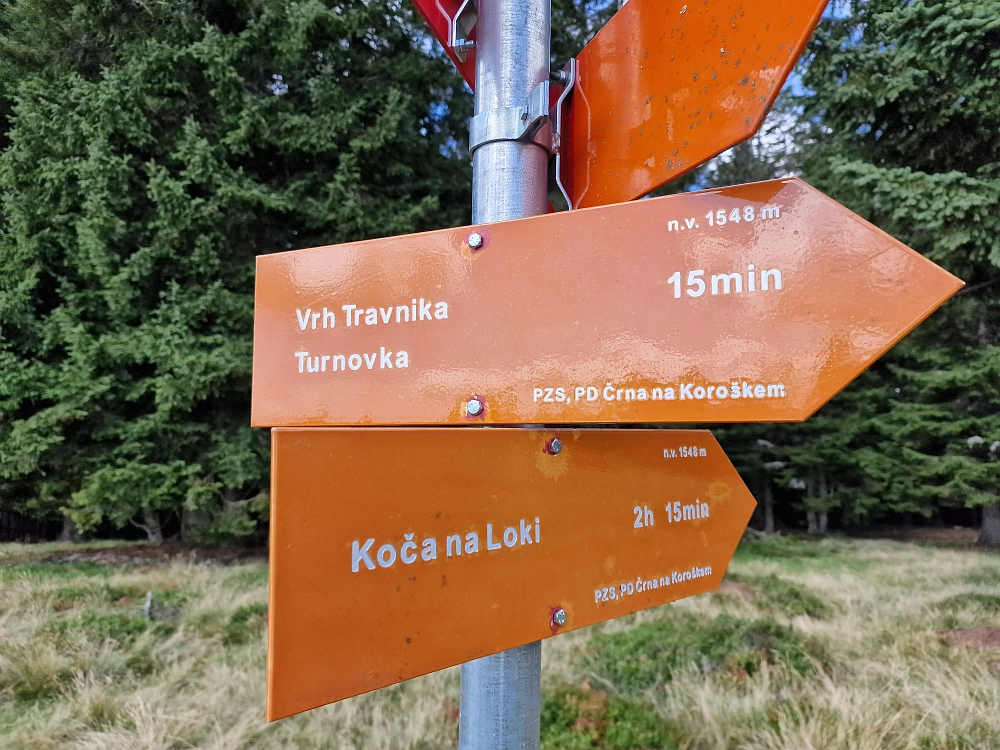 n.v. 1548 m
15min
Vrh Travnika
Turnovka
PZS, PD Črna na Koroškem
n.v. 1548 m
2h 15min
Koča na Loki
PZS, PD Črna na Koroškem